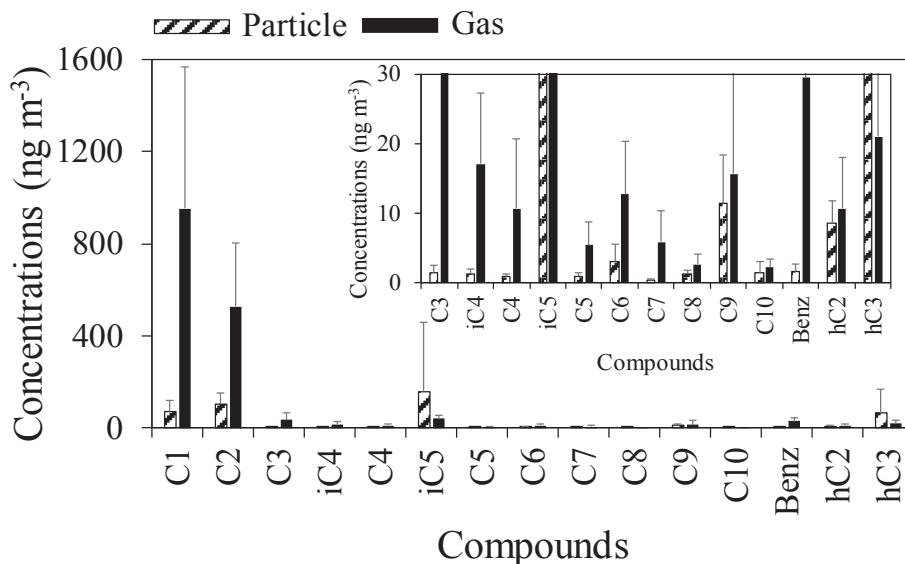 Particle Gas
Concentrations (ng m-3)
1600
1200
800
400
0
C1 C2 C3 iC4 C4 iC5 C5 C6 C7 C8 C9 C10 Benz hC2 hC3
Compounds
Concentrations (ng m-3)
30
20
10
0
C3 iC4 C4 iC5 C5 C6 C7 C8 C9 C10 Benz hC2 hC3
Compounds